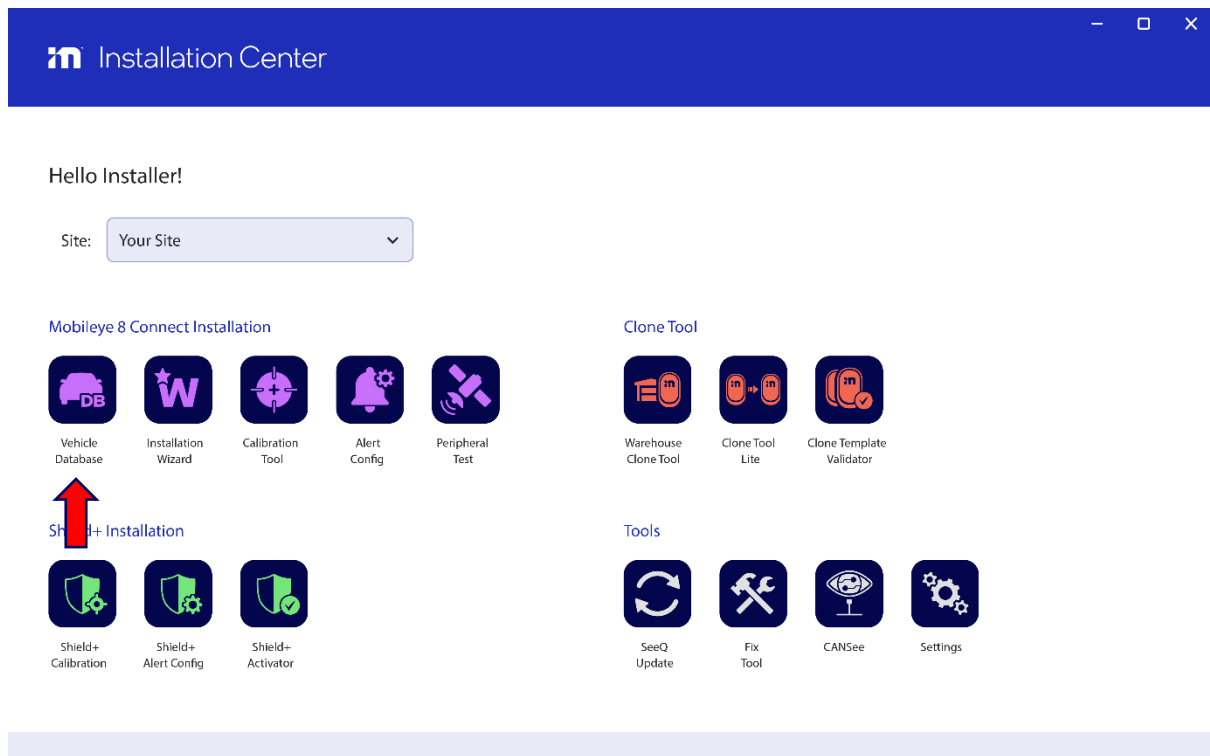 Installation Center
Hello Installer!
Site: Your Site
Mobileye 8 Connect Installation
DB
W
Vehicle
Database
Installation
Wizard
Calibration
Tool
Alert
Config
Peripheral
Test
Clone Tool
Warehouse
Clone Tool
Clone Tool
Lite
Clone Template
Validator
Installation
Shield+
Calibration
Shield+
Alert Config
Shield+
Activator
Tools
SeeQ
Update
Fix
Tool
CANSee
Settings